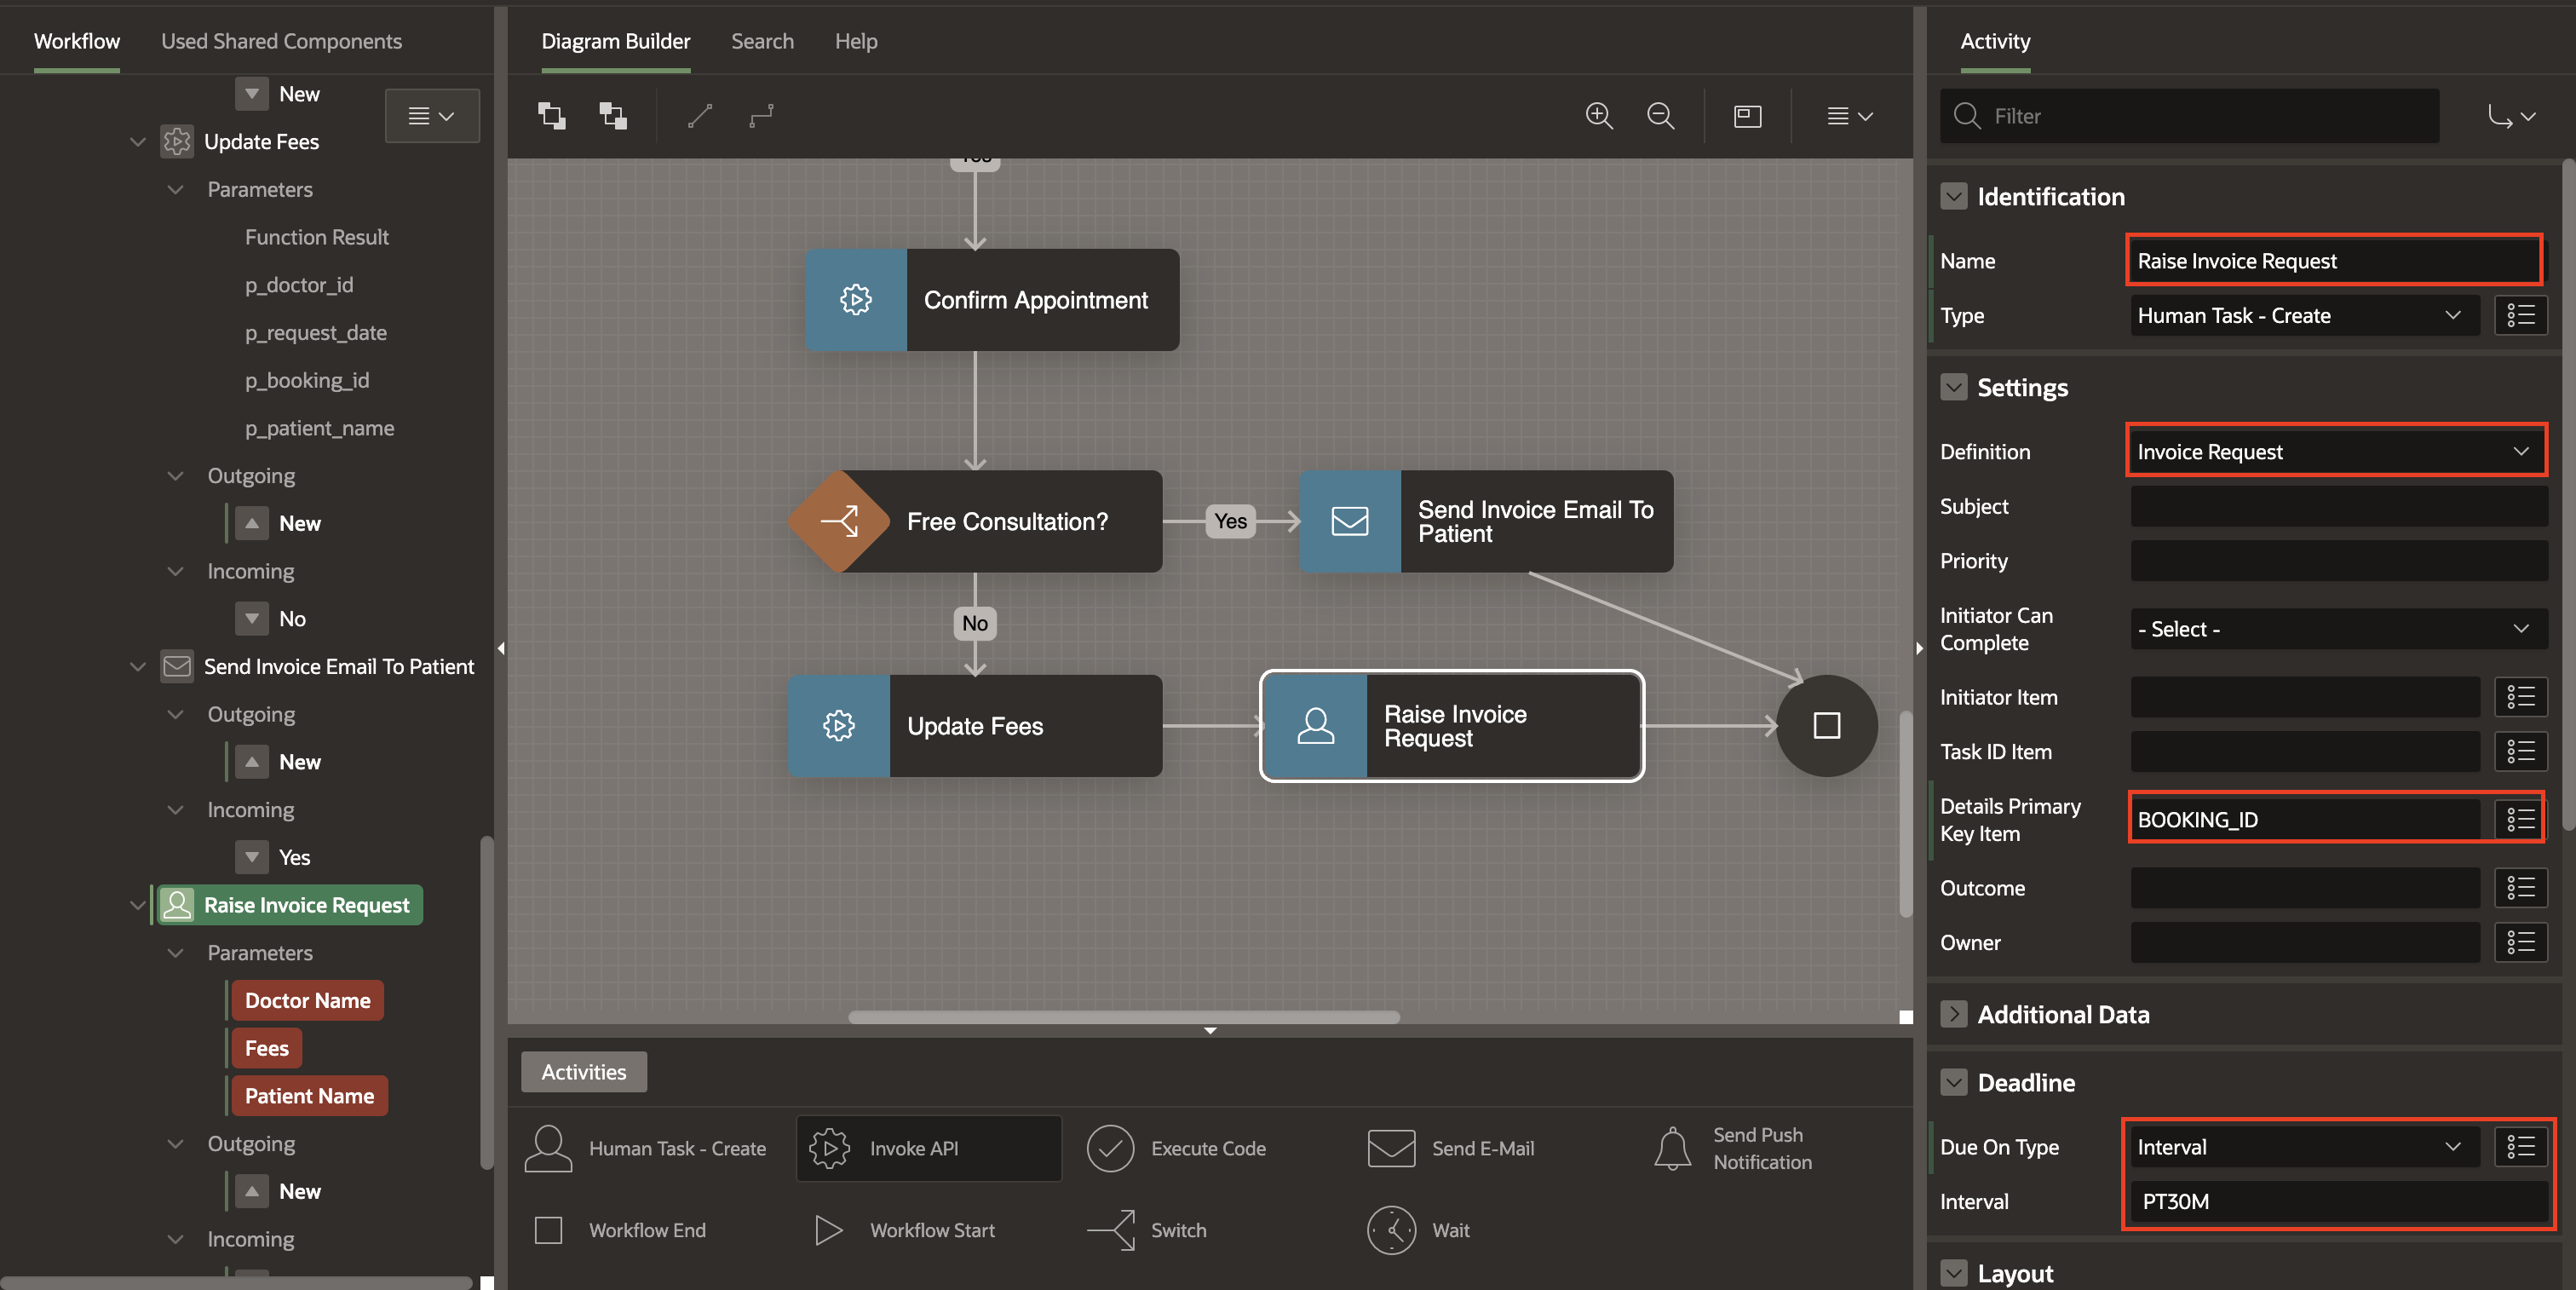 Workflow
Used Shared Components
New
Update Fees
Parameters
Function Result
p_doctor_id
p_request_date
p_booking_id
p_patient_name
Outgoing
New
Incoming
No
Send Invoice Email To Patient
Outgoing
New
Incoming
Yes
Raise Invoice Request
Parameters
Doctor Name
Fees
Patient Name
Outgoing
New
Incoming
Diagram Builder
Search
Help
Yes
Confirm Appointment
Free Consultation?
Yes
Send Invoice Email To
Patient
No
Update Fees
Raise Invoice
Request
Activities
Human Task - Create
Invoke API
Execute Code
Send E-Mail
Send Push
Notification
Workflow End
Workflow Start
Switch
Wait
Activity
Filter
Identification
Name
Raise Invoice Request
Type
Human Task - Create
Settings
Definition
Invoice Request
Subject
Priority
Initiator Can
Complete
- Select -
Initiator Item
Task ID Item
Details Primary
Key Item
BOOKING_ID
Outcome
Owner
Additional Data
Deadline
Due On Type
Interval
Interval
PT30M
Layout